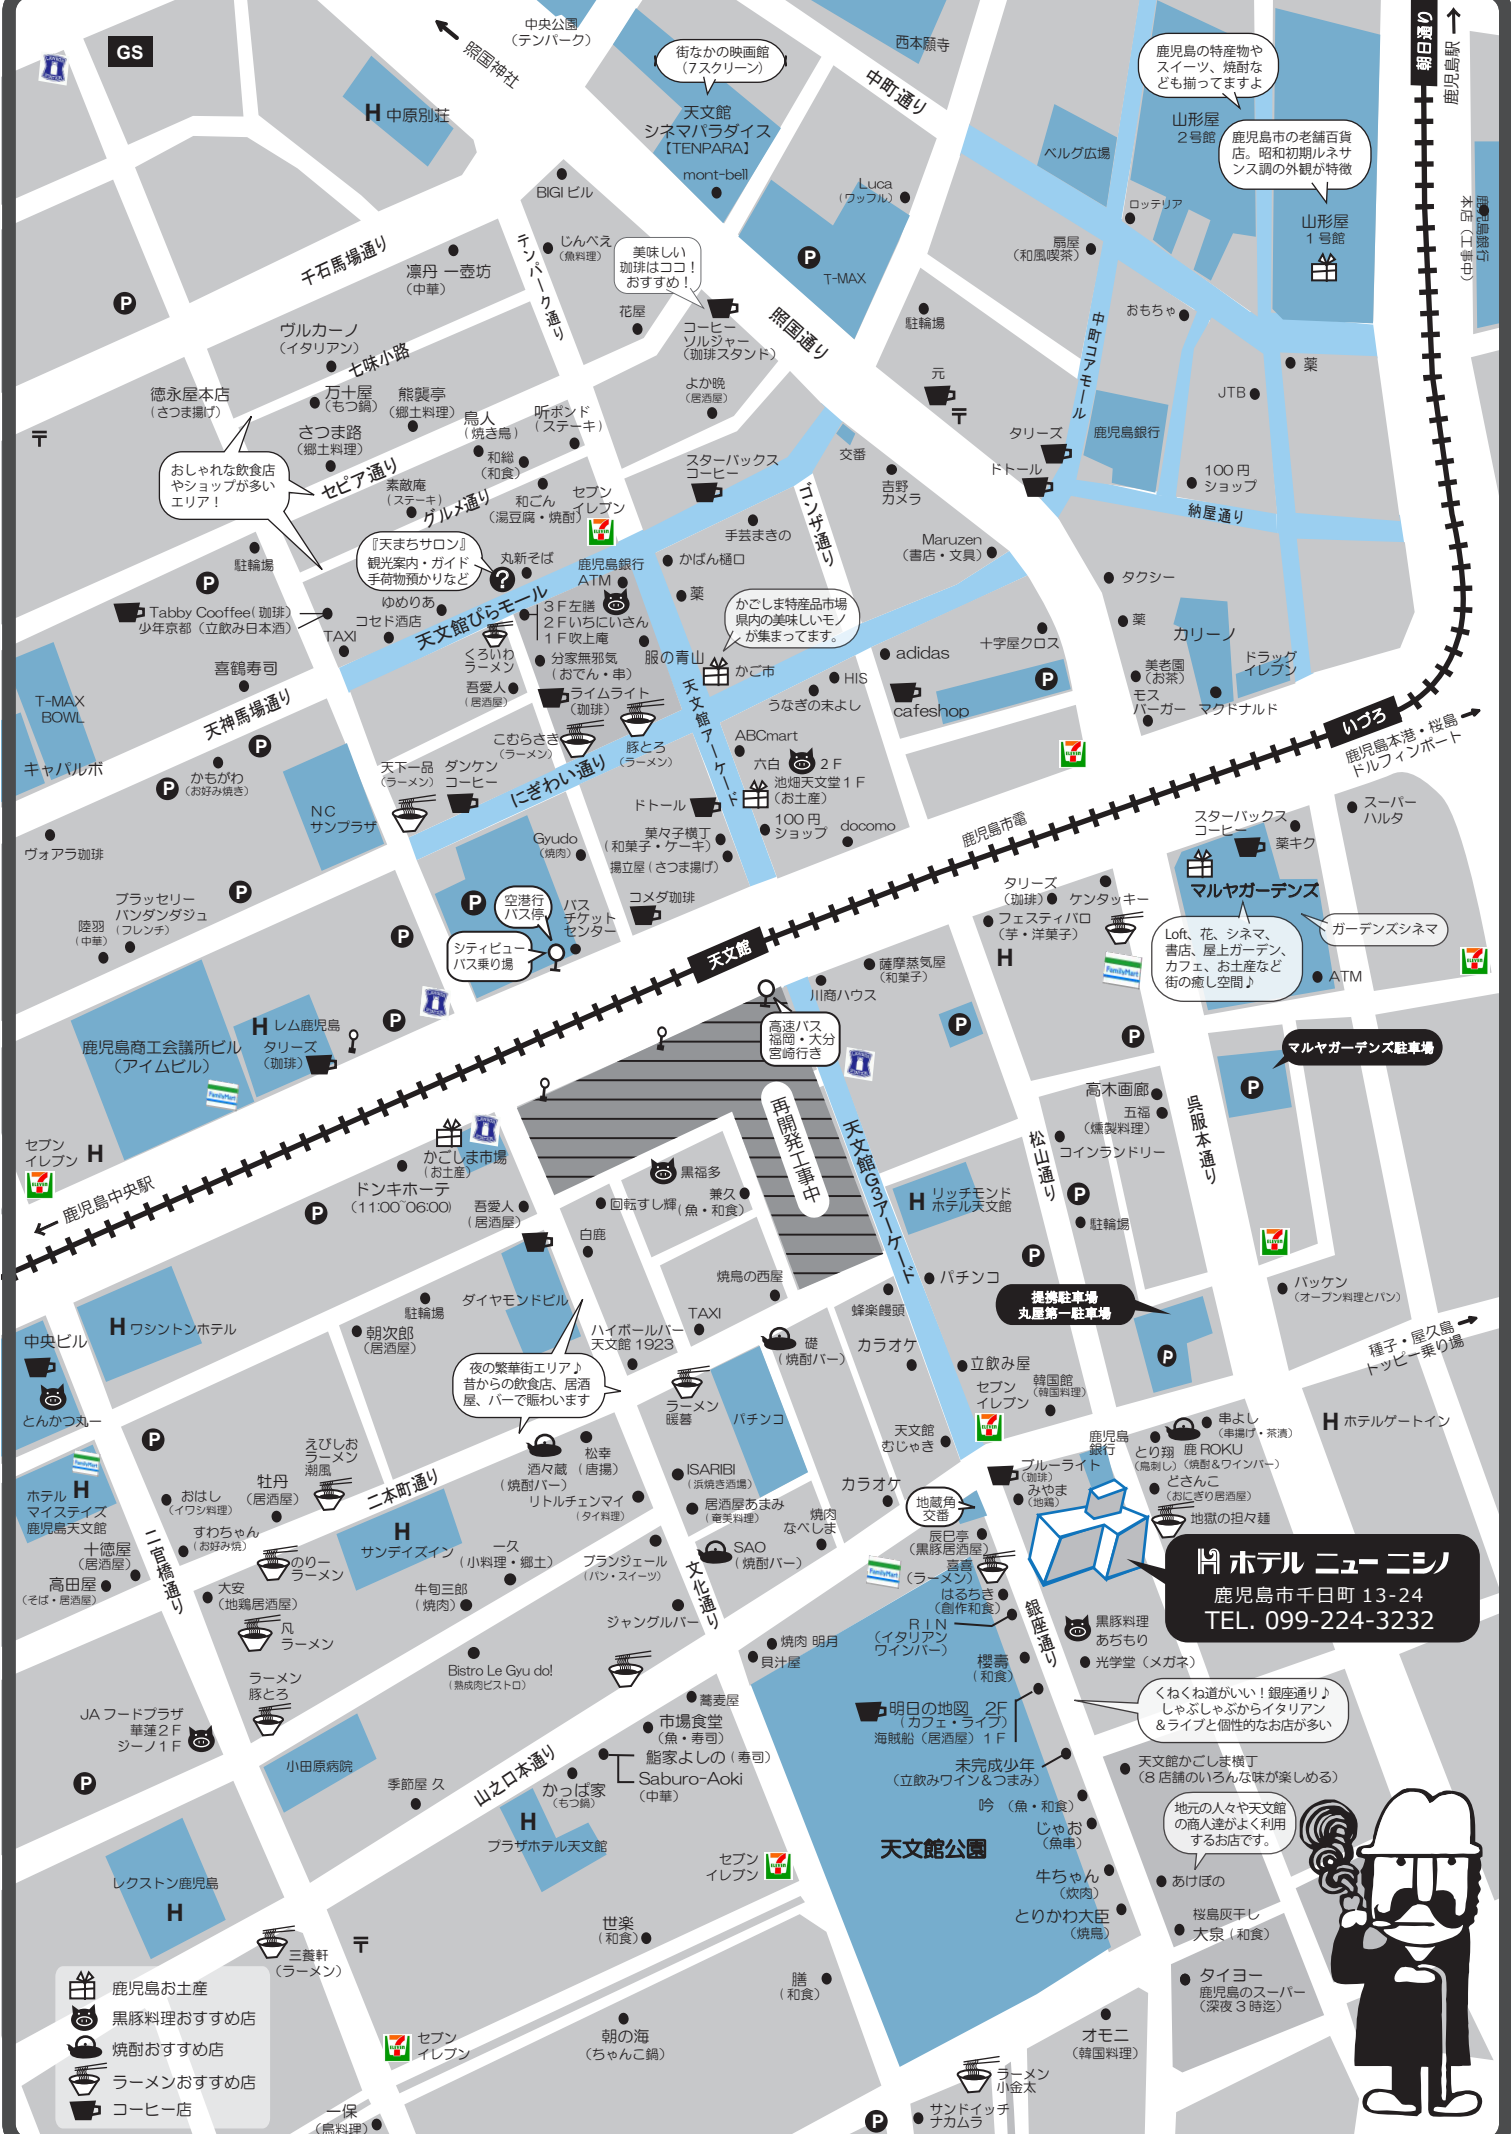 GS
中央公園
（テンパーク）
照国神社
西本願寺
朝日通り
鹿児島駅
街なかの映画館
（7スクリーン）
中町通り
鹿児島の特産物や
スイーツ、焼酎な
ども揃ってますよ
H 中原別荘
天文館
シネマパラダイス
【TENPARA】
mont-bell
山形屋
2号館
鹿児島市の老舗百貨
店。昭和初期ルネサ
ンス調の外観が特徴
ベルグ広場
BIGI ビル
Luca
（ワッフル）
ロッテリア
鹿児島銀行
本店（工事中）
山形屋
1号館
千石馬場通り
凛丹 一壺坊
（中華）
テンパーク通り
じんべえ
（魚料理）
美味しい
珈琲はココ！
おすすめ！
P
T-MAX
扇屋
（和風喫茶）
P
ヴルカーノ
（イタリアン）
七味小路
花屋
コーヒー
ソルジャー
（珈琲スタンド）
照国通り
駐輪場
中町コアモール
おもちゃ
薬
JTB
徳永屋本店
（さつま揚げ）
万十屋
（もつ鍋）
熊襲亭
（郷土料理）
よか晩
（居酒屋）
元
〒
〒
さつま路
（郷土料理）
鳥人
（焼き鳥）
听ポンド
（ステーキ）
タリーズ
鹿児島銀行
おしゃれな飲食店
やショップが多い
エリア！
セピア通り
和総
（和食）
スターバックス
コーヒー
交番
吉野
カメラ
ドトール
100円
ショップ
素敵庵
（ステーキ）
グルメ通り
和ごん
（湯豆腐・焼酎）
セブン
イレブン
ゴンザ通り
納屋通り
手芸まきの
『天まちサロン』
観光案内・ガイド
手荷物預かりなど
丸新そば
?
駐輪場
鹿児島銀行
ATM
かばん樋口
Maruzen
（書店・文具）
P
タクシー
Tabby Cooffee(珈琲)
少年京都（立飲み日本酒）
ゆめりあ
コセド酒店
TAXI
天文館ぴらモール
3F左膳
2Fいちにいさん
1F吹上庵
薬
かごしま特産品市場
県内の美味しいモノ
が集まってます。
薬
カリーノ
十字屋クロス
喜鶴寿司
くろいわ
ラーメン
分家無邪気
（おでん・串）
服の青山
かご市
adidas
美老園
（お茶）
ドラッグ
イレブン
T-MAX
BOWL
天神馬場通り
吾愛人
（居酒屋）
ライムライト
（珈琲）
天文館アーケード
HIS
うなぎの末よし
cafeshop
P
モス
バーガー
マクドナルド
いづろ
キャパルボ
P
かもがわ
（お好み焼き）
P
こむらさき
（ラーメン）
豚とろ
（ラーメン）
ABCmart
六白
2F
鹿児島本港・桜島
ドルフィンポート
NC
サンプラザ
天下一品
（ラーメン）
ダンケン
コーヒー
にぎわい通り
ドトール
池畑天文堂1F
（お土産）
100円
ショップ
docomo
鹿児島市電
スーパー
ハルタ
スターバックス
コーヒー
薬キク
ヴォアラ珈琲
Gyudo
（焼肉）
菓々子横丁
（和菓子・ケーキ）
揚立屋（さつま揚げ）
マルヤガーデンズ
ブラッセリー
バンダンダジュ
（フレンチ）
P
陸羽
（中華）
P
空港行
バス停
バス
チケット
センター
コメダ珈琲
タリーズ
（珈琲）
ケンタッキー
フェスティバロ
（芋・洋菓子）
Loft、花、シネマ、
書店、屋上ガーデン、
カフェ、お土産など
街の癒し空間♪
ガーデンズシネマ
シティビュー
バス乗り場
P
天文館
H
ATM
薩摩蒸気屋
（和菓子）
川商ハウス
FamilyMart
鹿児島商工会議所ビル
（アイムビル）
H レム鹿児島
タリーズ
（珈琲）
P
高速バス
福岡・大分
宮崎行き
P
P
マルヤガーデンズ駐車場
FamilyMart
再開発工事中
天文館G3アーケード
高木画廊
五福
（燻製料理）
P
呉服本通り
セブン
イレブン
H
かごしま市場
（お土産）
松山通り
コインランドリー
鹿児島中央駅
ドンキホーテ
（11:00~06:00）
P
吾愛人
（居酒屋）
黒福多
回転すし輝
兼久
（魚・和食）
H リッチモンド
ホテル天文館
P
駐輪場
白鹿
P
焼鳥の西屋
パチンコ
バッケン
（オーブン料理とパン）
ダイヤモンドビル
駐輪場
蜂楽饅頭
提携駐車場
丸屋第一駐車場
H ワシントンホテル
中央ビル
朝次郎
（居酒屋）
ハイボールバー
天文館1923
TAXI
礎
（焼酎バー）
カラオケ
P
種子・屋久島
トッピー乗り場
立飲み屋
とんかつ丸一
夜の繁華街エリア♪
昔からの飲食店、居酒
屋、バーで賑わいます
ラーメン
暖暮
パチンコ
セブン
イレブン
韓国館
（韓国料理）
P
えびしお
ラーメン
潮風
酒々蔵
（焼酎バー）
松幸
（唐揚）
天文館
むじゃき
鹿児島
銀行
串よし
（串揚げ・茶漬）
H ホテルゲートイン
とり翔
（鳥刺し）
鹿ROKU
（焼酎＆ワインバー）
FamilyMart
ホテル H
マイステイズ
鹿児島天文館
おはし
（イワシ料理）
牡丹
（居酒屋）
二本町通り
リトルチェンマイ
（タイ料理）
ISARIBI
（浜焼き酒場）
カラオケ
地蔵角
交番
ブルーライト
（珈琲）
みやま
（地鶏）
どさんこ
（おにぎり居酒屋）
地獄の担々麺
すわちゃん
（お好み焼）
居酒屋あまみ
（奄美料理）
焼肉
なべしま
二官橋通り
十徳屋
（居酒屋）
高田屋
（そば・居酒屋）
のりー
ラーメン
H
サンデイズイン
一久
（小料理・郷土）
ブランジェール
（パン・スイーツ）
SAO
（焼酎バー）
辰巳亭
（黒豚居酒屋）
喜喜
（ラーメン）
H ホテル ニュー ニシノ
鹿児島市千日町 13-24
TEL. 099-224-3232
FamilyMart
大安
（地鶏居酒屋）
牛旬三郎
（焼肉）
文化通り
ジャングルバー
はるちき
（創作和食）
RIN
（イタリアン
ワインバー）
銀座通り
黒豚料理
あぢもり
凡
ラーメン
焼肉 明月
貝汁屋
櫻壽
（和食）
光学堂（メガネ）
ラーメン
豚とろ
Bistro Le Gyu do!
（熟成肉ビストロ）
蕎麦屋
明日の地図 2F
（カフェ・ライブ）
海賊船（居酒屋）1F
くねくね道がいい！銀座通り♪
しゃぶしゃぶからイタリアン
＆ライブと個性的なお店が多い
JAフードプラザ
華蓮2F
ジーノ1F
市場食堂
（魚・寿司）
鮨家よしの（寿司）
Saburo-Aoki
（中華）
未完成少年
（立飲みワイン＆つまみ）
天文館かごしま横丁
（8店舗のいろんな味が楽しめる）
小田原病院
P
季節屋 久
山之口本通り
かっぱ家
（もつ鍋）
吟 （魚・和食）
じゃお
（魚串）
地元の人々や天文館
の商人達がよく利用
するお店です。
H
プラザホテル天文館
天文館公園
セブン
イレブン
牛ちゃん
（炊肉）
あけぼの
レクストン鹿児島
H
とりかわ大臣
（焼鳥）
桜島灰干し
大泉（和食）
世楽
（和食）
三養軒
（ラーメン）
〒
膳
（和食）
タイヨー
鹿児島のスーパー
（深夜3時迄）
鹿児島お土産
黒豚料理おすすめ店
焼酎おすすめ店
ラーメンおすすめ店
コーヒー店
セブン
イレブン
朝の海
（ちゃんこ鍋）
オモニ
（韓国料理）
ラーメン
小金太
一保
（鳥料理）
P
サンドイッチ
ナカムラ